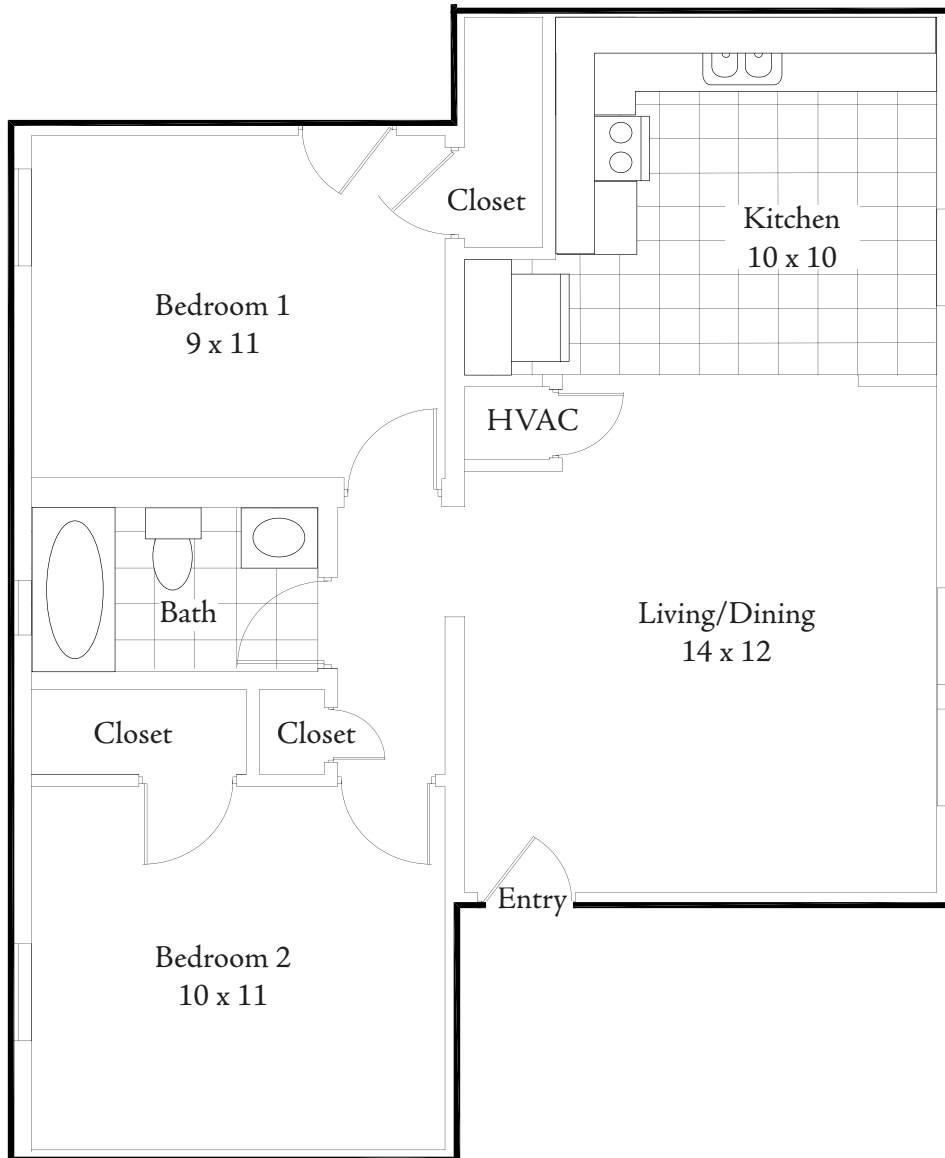 Closet
Kitchen
10 x 10
Bedroom 1
9 x 11
HVAC
Bath
Living/Dining
14 x 12
Closet
Closet
Entry
Bedroom 2
10 x 11